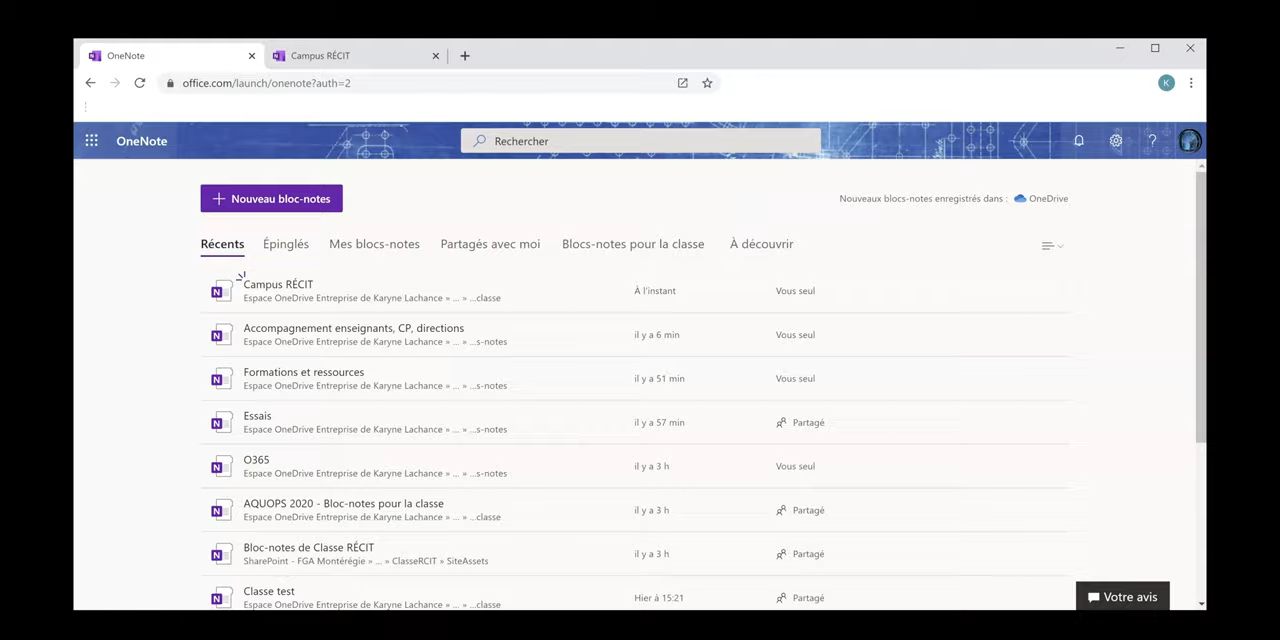 OneNote
Campus RÉCIT
office.com/launch/onenote?auth=2
K
OneNote
Rechercher
?
Nouveau bloc-notes
Nouveaux blocs-notes enregistrés dans : OneDrive
Récents Épinglés Mes blocs-notes Partagés avec moi Blocs-notes pour la classe À découvrir
Campus RÉCIT
Espace OneDrive Entreprise de Karyne Lachance » ... » ...classe
À l'instant
Vous seul
Accompagnement enseignants, CP, directions
Espace OneDrive Entreprise de Karyne Lachance » ... » ...s-notes
il y a 6 min
Vous seul
Formations et ressources
Espace OneDrive Entreprise de Karyne Lachance » ... » ...s-notes
il y a 51 min
Vous seul
Essais
Espace OneDrive Entreprise de Karyne Lachance » ... » ...s-notes
il y a 57 min
Partagé
O365
Espace OneDrive Entreprise de Karyne Lachance » ... » ...s-notes
il y a 3 h
Vous seul
AQUOPS 2020 - Bloc-notes pour la classe
Espace OneDrive Entreprise de Karyne Lachance » ... » ...classe
il y a 3 h
Partagé
Bloc-notes de Classe RÉCIT
SharePoint - FGA Montérégie » ... » ClasseRCIT » SiteAssets
il y a 3 h
Partagé
Classe test
Espace OneDrive Entreprise de Karyne Lachance » ... » ...classe
Hier à 15:21
Partagé
Votre avis